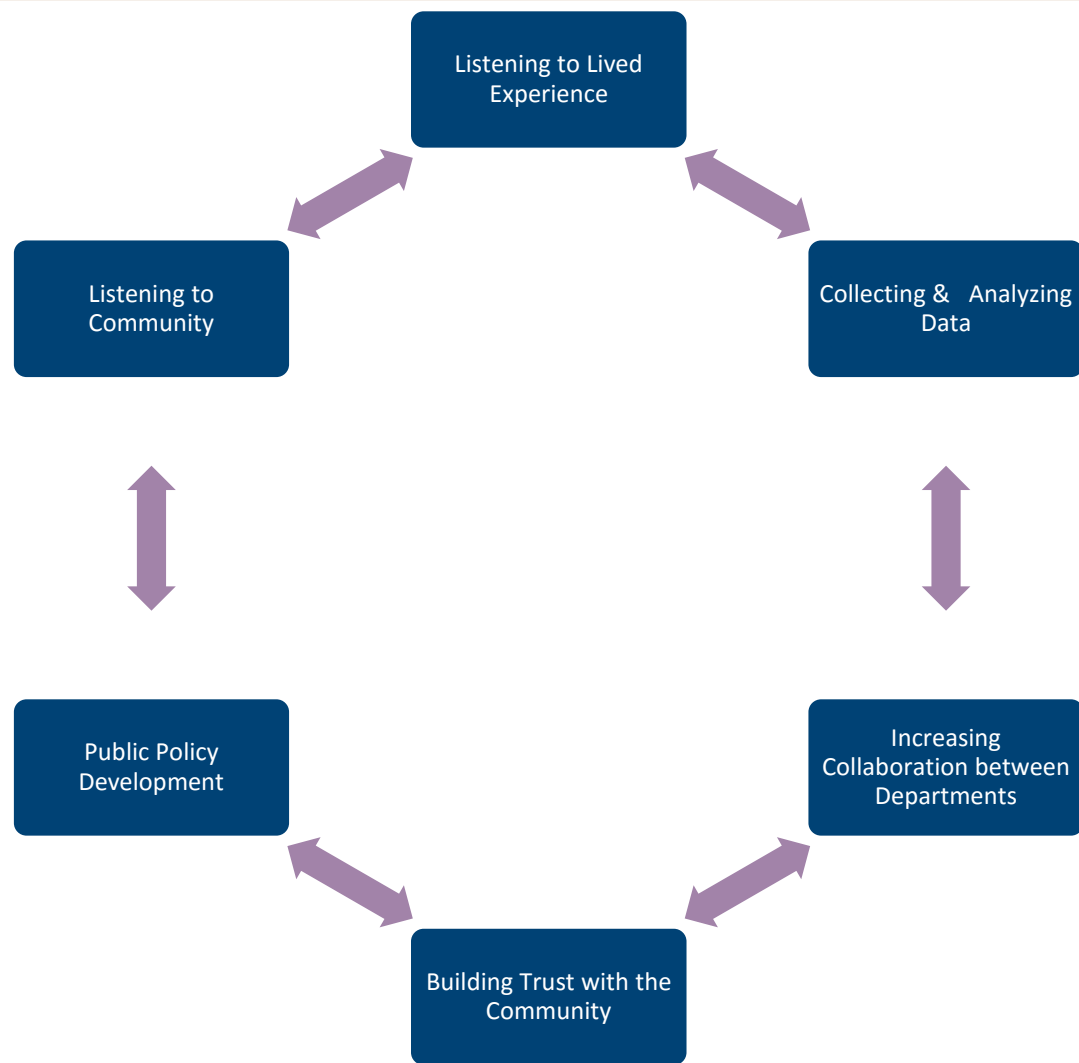 Listening to Lived
Experience
Listening to
Community
Collecting &   Analyzing
Data
Public Policy
Development
Increasing
Collaboration between
Departments
Building Trust with the
Community